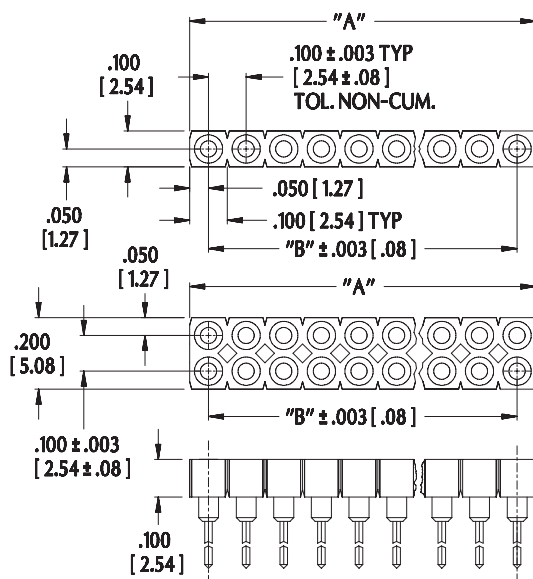 "A"
.100
[ 2.54 ]
.100 ± .003 TYP
[ 2.54 ± .08 ]
TOL. NON-CUM.
.050
[1.27]
.050 [ 1.27 ]
.100 [ 2.54 ] TYP
"B" ± .003 [ .08 ]
.050
[ 1.27 ]
"A"
.200
[ 5.08 ]
"B" ± .003 [ .08 ]
.100 ± .003
[ 2.54 ± .08 ]
.100
[ 2.54 ]